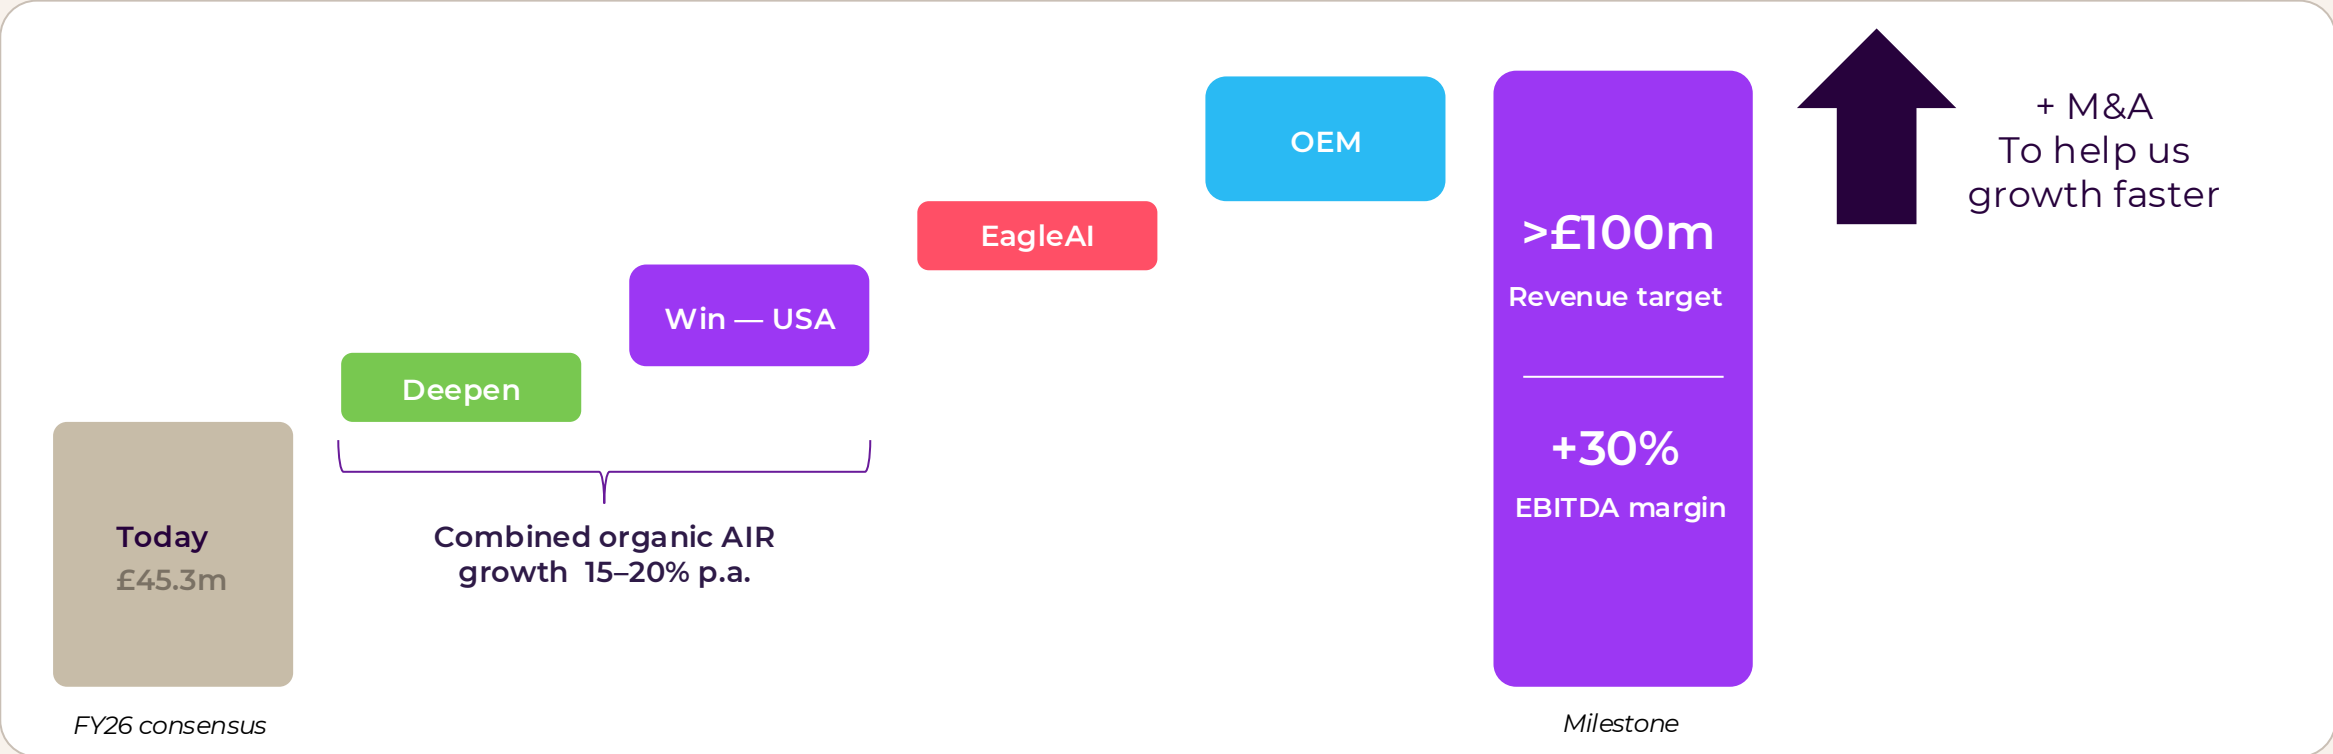 Today
£45.3m
FY26 consensus
Deepen
Win — USA
Combined organic AIR
growth 15–20% p.a.
EagleAI
OEM
>£100m
Revenue target
+30%
EBITDA margin
Milestone
+ M&A
To help us
growth faster